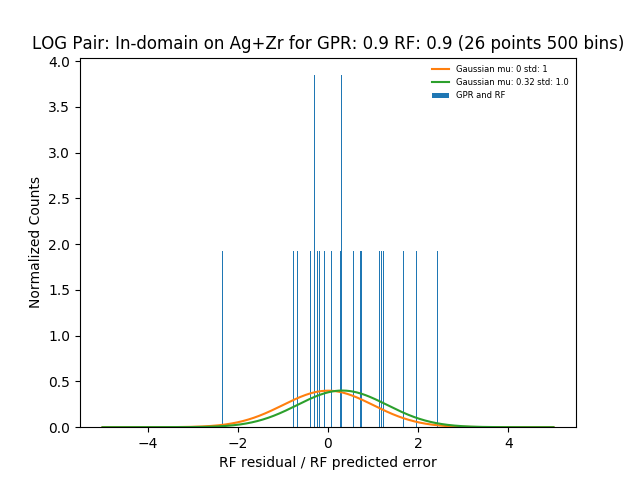 LOG Pair: In-domain on Ag+Zr for GPR: 0.9 RF: 0.9 (26 points 500 bins)
Gaussian mu: 0 std: 1
Gaussian mu: 0.32 std: 1.0
GPR and RF
Normalized Counts
4.0
3.5
3.0
2.5
2.0
1.5
1.0
0.5
0.0
−4 −2 0 2 4
RF residual / RF predicted error